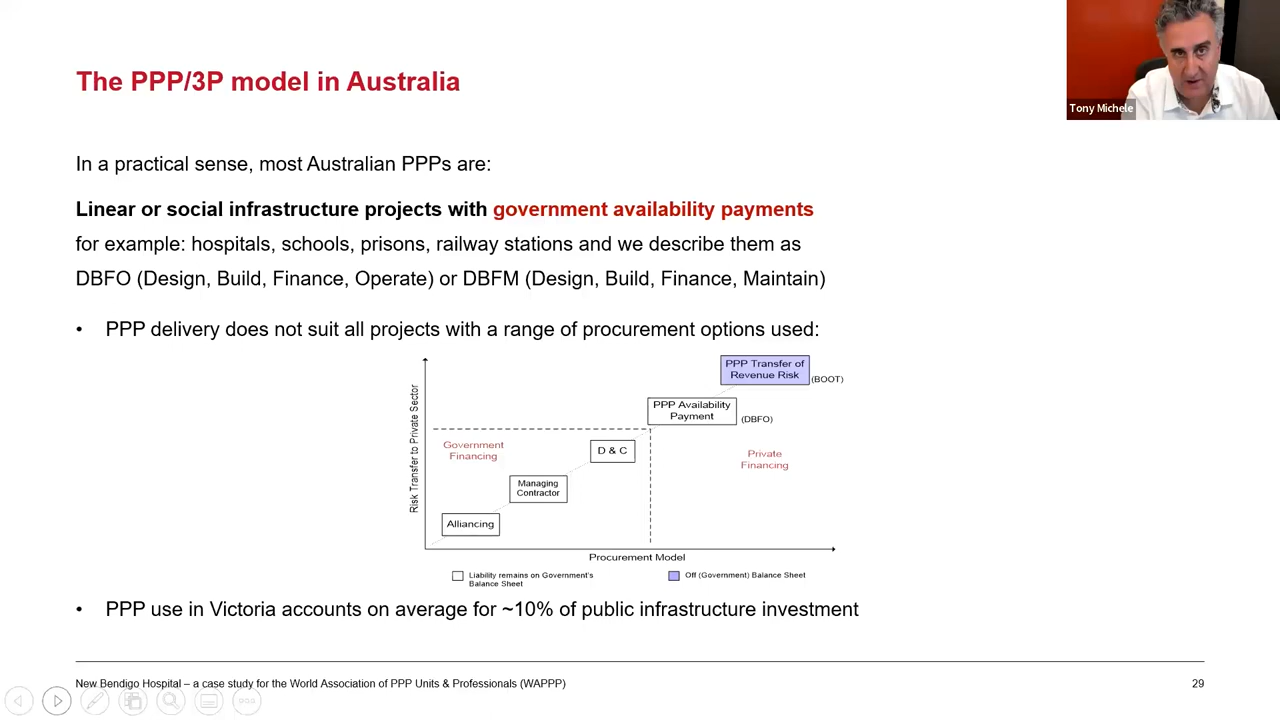 The PPP/3P model in Australia
Tony Michele
In a practical sense, most Australian PPPs are:
Linear or social infrastructure projects with government availability payments
for example: hospitals, schools, prisons, railway stations and we describe them as
DBFO (Design, Build, Finance, Operate) or DBFM (Design, Build, Finance, Maintain)
• PPP delivery does not suit all projects with a range of procurement options used:
Risk Transfer to Private Sector
PPP Transfer of
Revenue Risk
(BOOT)
PPP Availability
Payment
(DBFO)
Government
Financing
D & C
Private
Financing
Managing
Contractor
Alliancing
Procurement Model
Liability remains on Government's
Balance Sheet
Off (Government) Balance Sheet
• PPP use in Victoria accounts on average for ~10% of public infrastructure investment
New Bendigo Hospital – a case study for the World Association of PPP Units & Professionals (WAPPP)
29